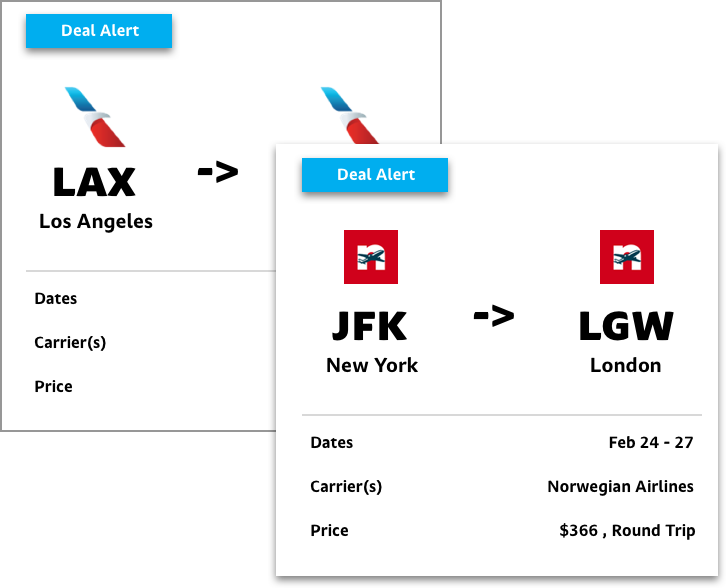 Deal Alert
LAX
->
Los Angeles
Dates
Carrier(s)
Price
Deal Alert
n
n
JFK
->
LGW
New York
London
Dates
Feb 24 - 27
Carrier(s)
Norwegian Airlines
Price
$366 , Round Trip